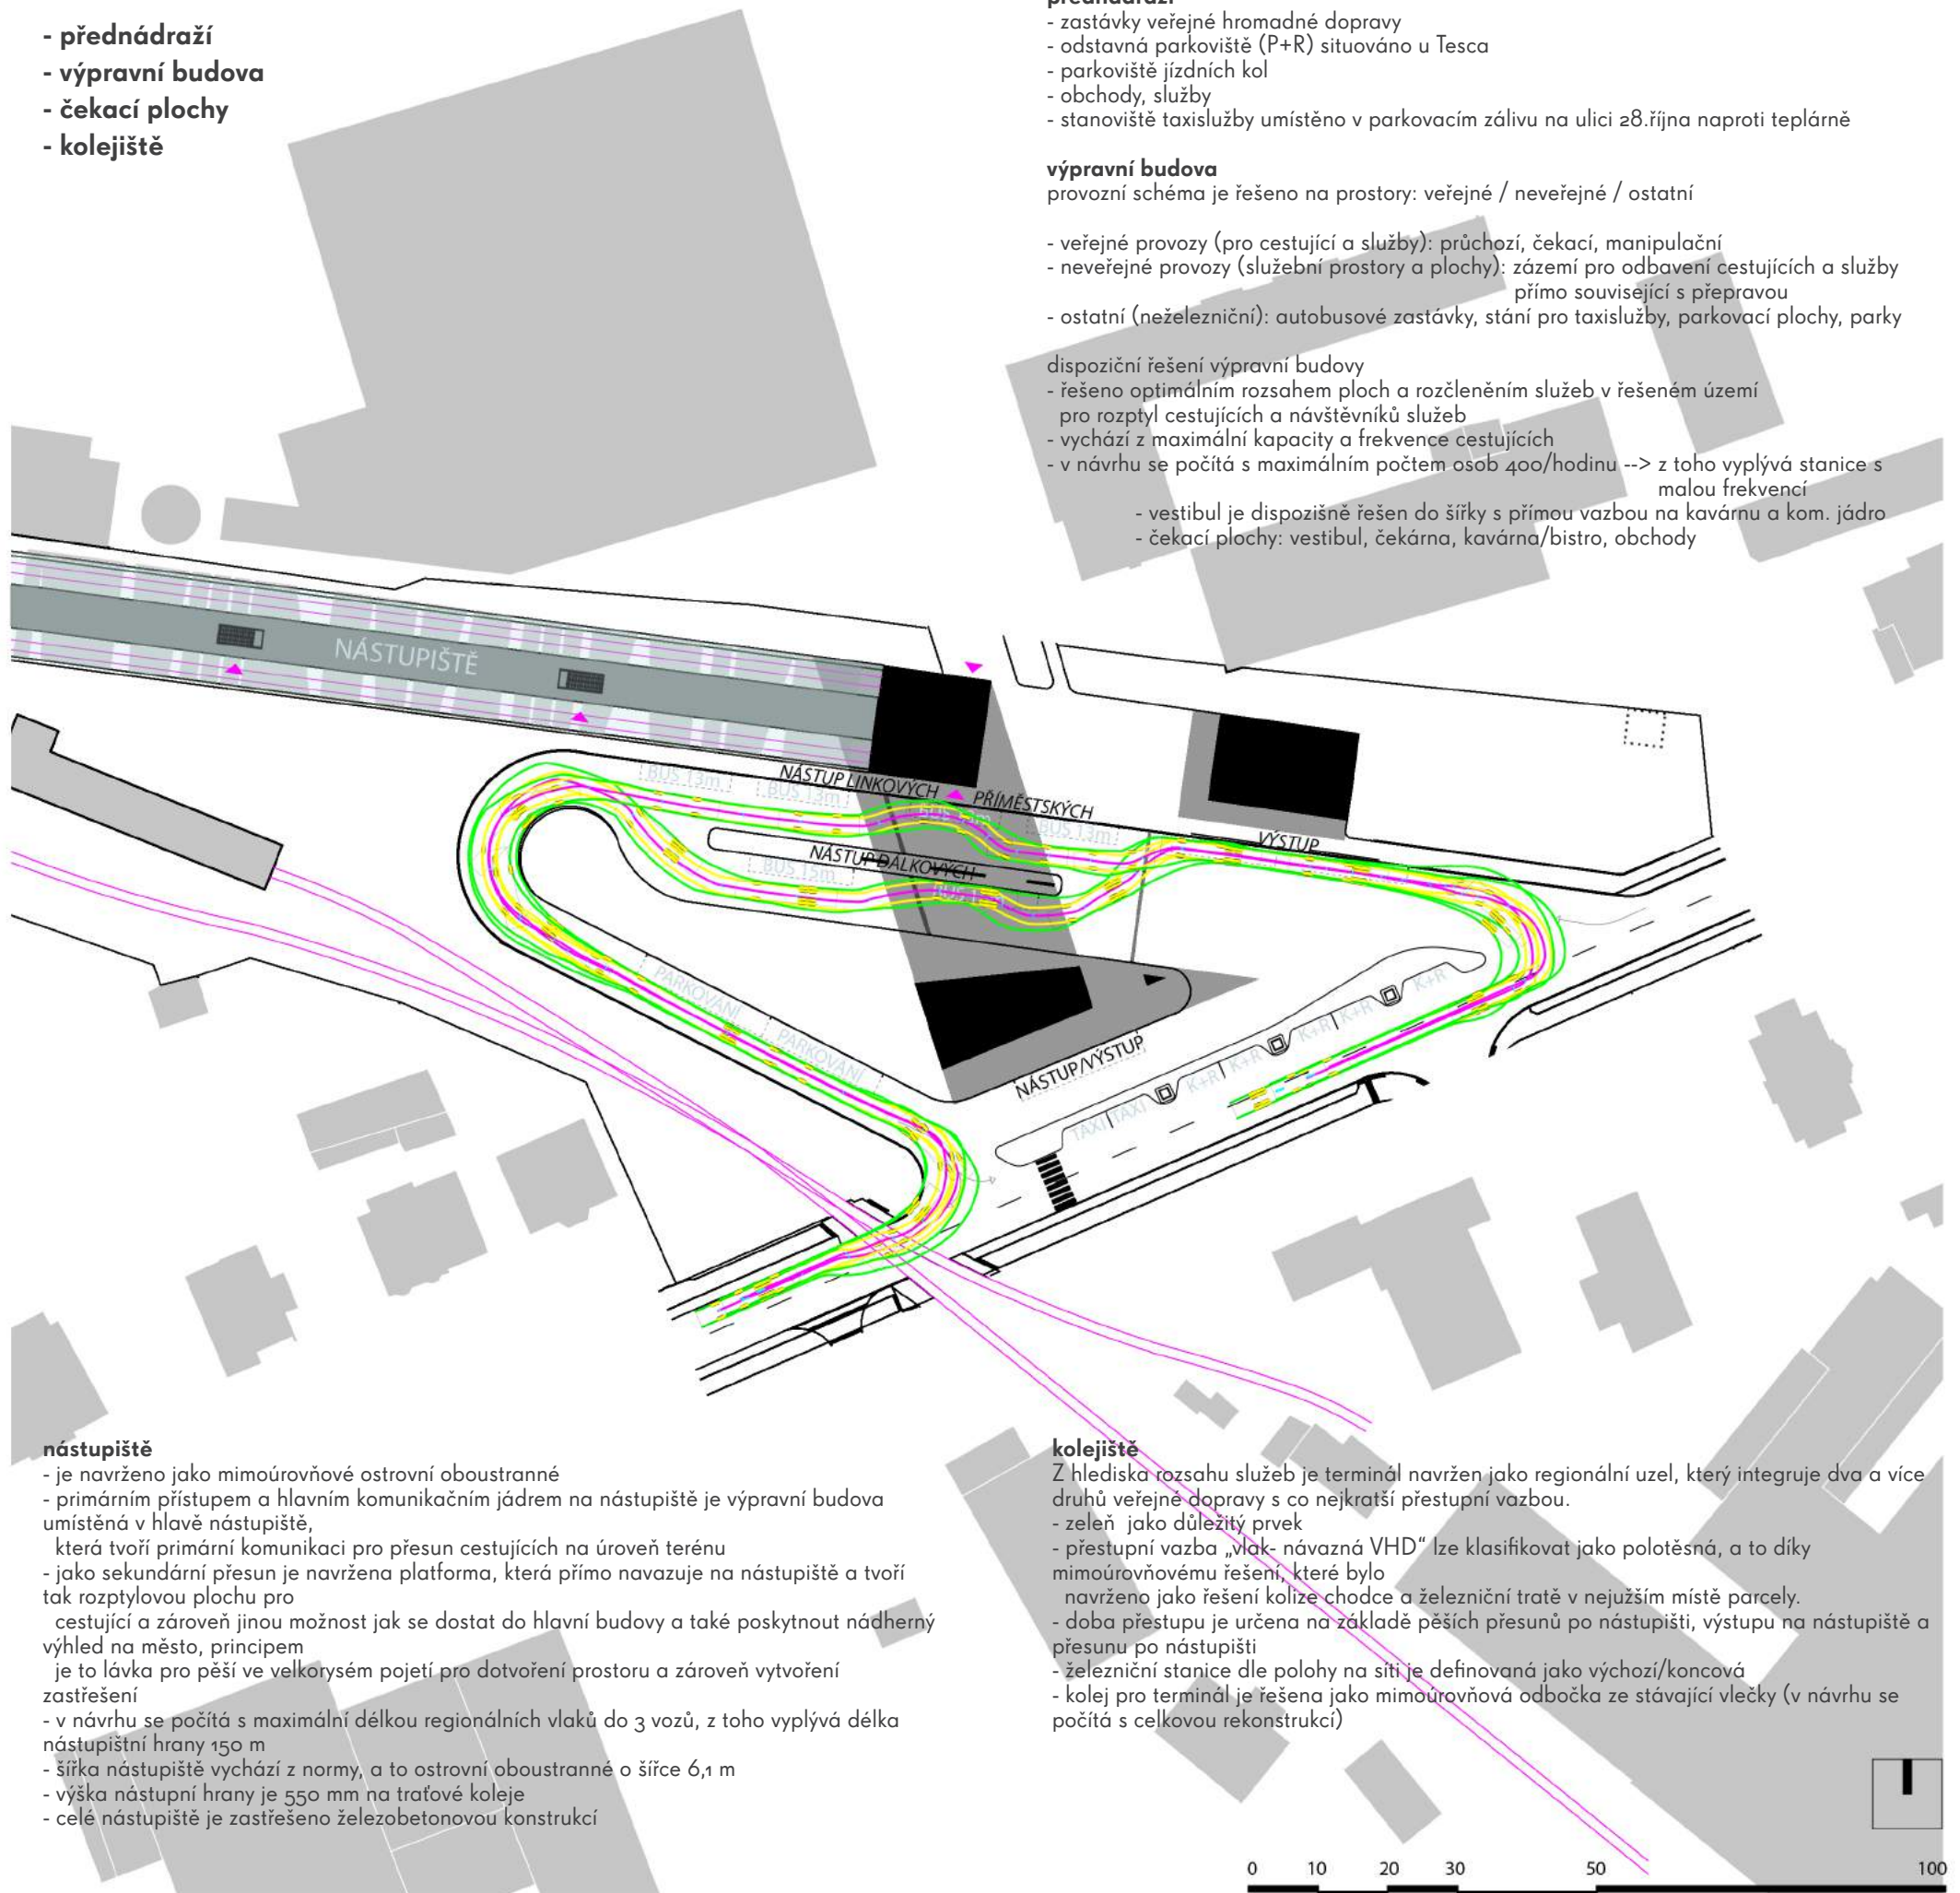 - přednádraží
- výpravní budova
- čekací plochy
- kolejiště
přednádraží
- zastávky veřejné hromadné dopravy
- odstavná parkoviště (P+R) situováno u Tesca
- parkoviště jízdních kol
- obchody, služby
- stanoviště taxislužby umístěno v parkovacím zálivu na ulici 28.října naproti teplárně
výpravní budova
provozní schéma je řešeno na prostory: veřejné / neveřejné / ostatní
- veřejné provozy (pro cestující a služby): průchozí, čekací, manipulační
- neveřejné provozy (služební prostory a plochy): zázemí pro odbavení cestujících a služby
přímo související s přepravou
- ostatní (neželezniční): autobusové zastávky, stání pro taxislužby, parkovací plochy, parky
dispoziční řešení výpravní budovy
- řešeno optimálním rozsahem ploch a rozčleněním služeb v řešeném území
pro rozptyl cestujících a návštěvníků služeb
- vychází z maximální kapacity a frekvence cestujících
- v návrhu se počítá s maximálním počtem osob 400/hodinu --> z toho vyplývá stanice s
malou frekvencí
- vestibul je dispozišně řešen do šířky s přímou vazbou na kavárnu a kom. jádro
- čekací plochy: vestibul, čekárna, kavárna/bistro, obchody
NÁSTUPIŠTĚ
BUS 13m
BUS 13m
NÁSTUP LINKOVÝCH
PŘÍMĚSTSKÝCH
BUS 13m
VÝSTUP
NÁSTUP DÁLKOVÝCH
BUS 15m
PARKOVÁNÍ
PARKOVÁNÍ
NÁSTUP/VÝSTUP
TAXI TAXI K+R K+R K+R K+R K+R
nástupiště
- je navrženo jako mimoúrovňové ostrovní oboustranné
- primárním přístupem a hlavním komunikačním jádrem na nástupiště je výpravní budova
umístěná v hlavě nástupiště,
která tvoří primární komunikaci pro přesun cestujících na úroveň terénu
- jako sekundární přesun je navržena platforma, která přímo navazuje na nástupiště a tvoří
tak rozptylovou plochu pro
cestující a zároveň jinou možnost jak se dostat do hlavní budovy a také poskytnout nádherný
výhled na město, principem
je to lávka pro pěší ve velkorysém pojetí pro dotvoření prostoru a zároveň vytvoření
zastřešení
- v návrhu se počítá s maximální délkou regionálních vlaků do 3 vozů, z toho vyplývá délka
nástupištní hrany 150 m
- šířka nástupiště vychází z normy, a to ostrovní oboustranné o šířce 6,1 m
- výška nástupní hrany je 550 mm na traťové koleje
- celé nástupiště je zastřešeno železobetonovou konstrukcí
kolejiště
Z hlediska rozsahu služeb je terminál navržen jako regionální uzel, který integruje dva a více
druhů veřejné dopravy s co nejkratší přestupní vazbou.
- zeleň jako důležitý prvek
- přestupní vazba „vlak- návazná VHD“ lze klasifikovat jako polotěsná, a to díky
mimoúrovňovému řešení, které bylo
navrženo jako řešení kolize chodce a železniční tratě v nejužším místě parcely.
- doba přestupu je určena na základě pěších přesunů po nástupišti, výstupu na nástupiště a
přesunu po nástupišti
- železniční stanice dle polohy na síti je definovaná jako výchozí/koncová
- kolej pro terminál je řešena jako mimoúrovňová odbočka ze stávající vlečky (v návrhu se
počítá s celkovou rekonstrukcí)
0 10 20 30 50 100